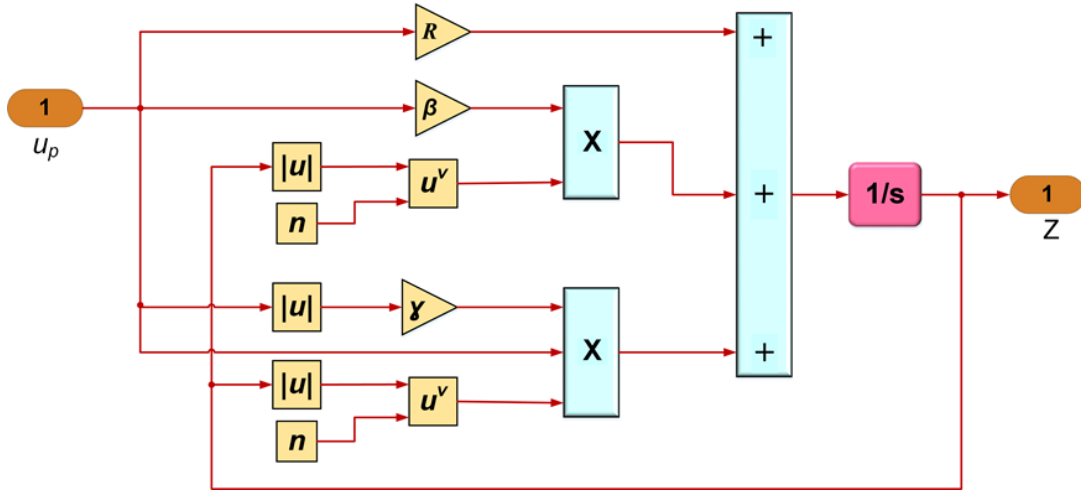 R
+
1
u_p
β
X
|u|
u^v
n
+
1/s
1
Z
|u|
ɣ
X
+
|u|
u^v
n